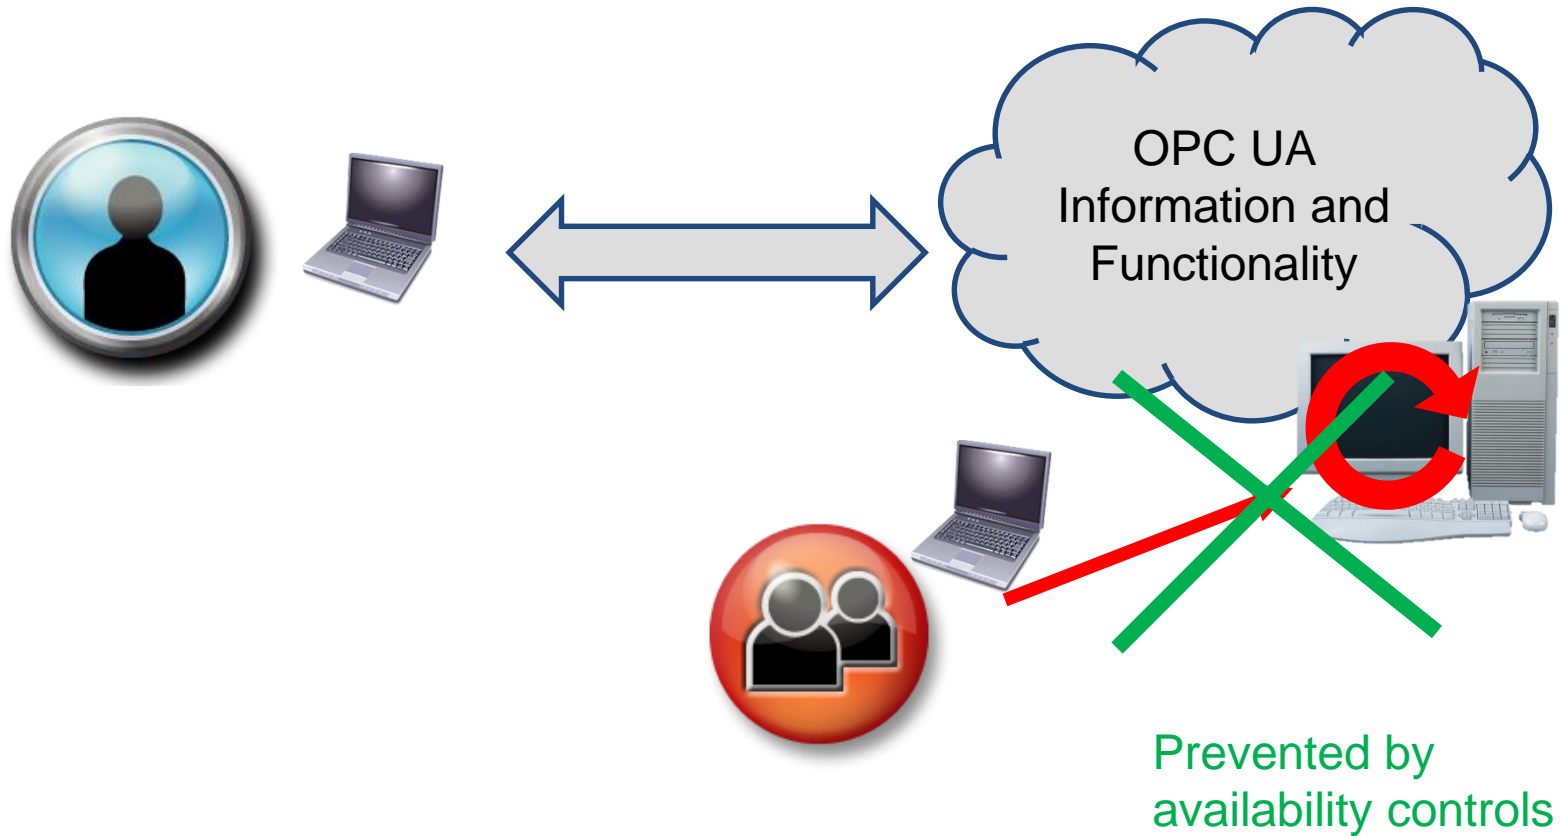 OPC UA
Information and
Functionality
Prevented by
availability controls